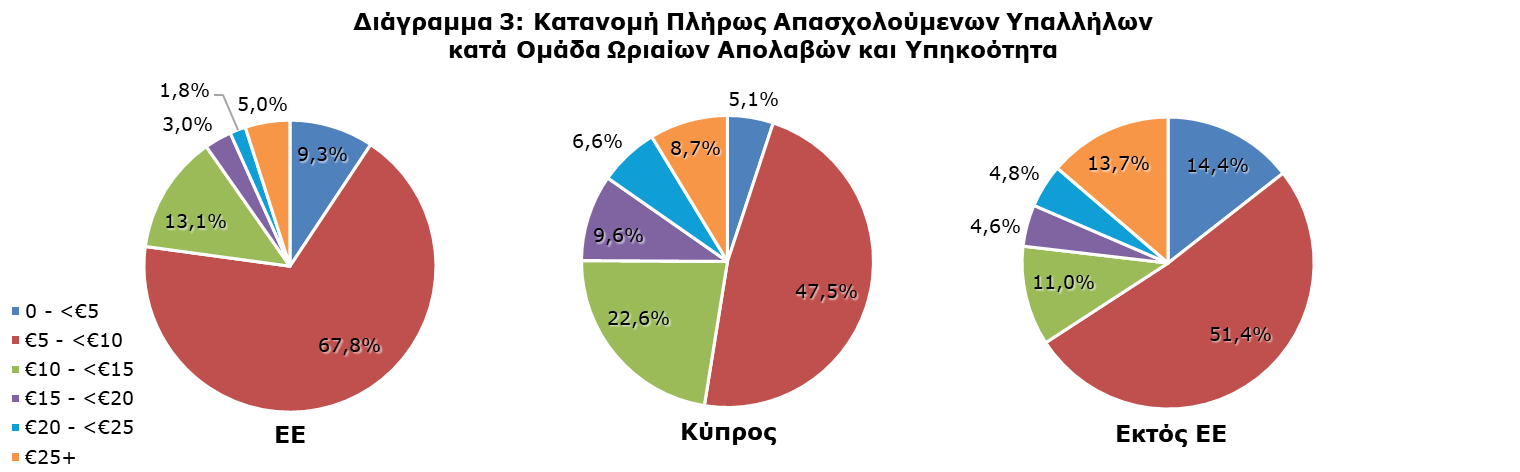 Διάγραμμα 3: Κατανομή Πλήρως Απασχολούμενων Υπαλλήλων
κατά Ομάδα Ωριαίων Απολαβών και Υπηκοότητα
1,8%
5,0%
3,0%
9,3%
13,1%
67,8%
ΕΕ
5,1%
6,6%
8,7%
9,6%
47,5%
22,6%
Κύπρος
13,7%
14,4%
4,8%
4,6%
11,0%
51,4%
Εκτός ΕΕ
0 - <€5
€5 - <€10
€10 - <€15
€15 - <€20
€20 - <€25
€25+